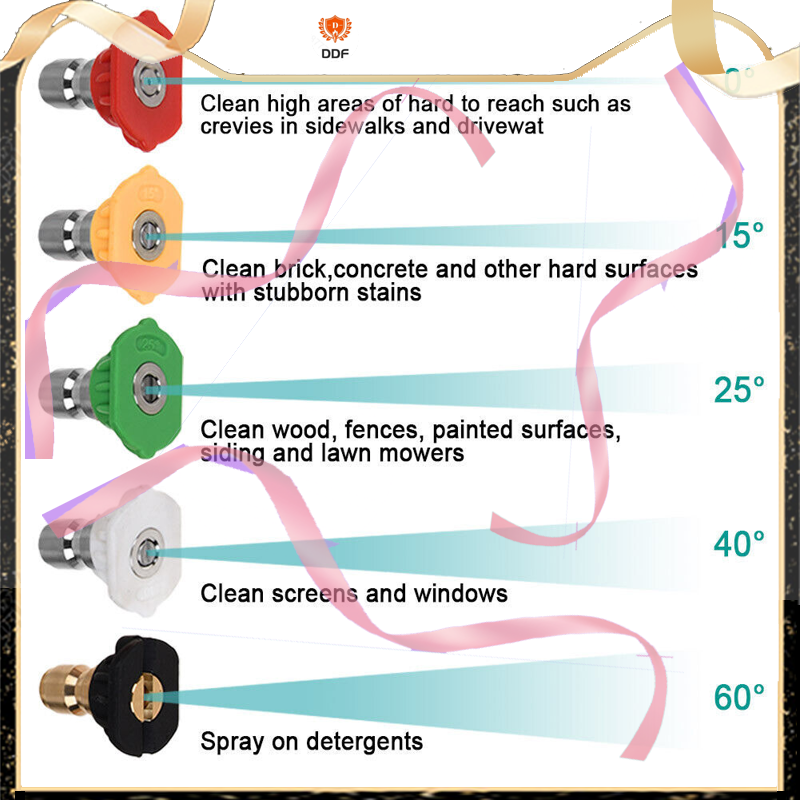 DDF
0°
Clean high areas of hard to reach such as
crevies in sidewalks and drivewat
15°
Clean brick,concrete and other hard surfaces
with stubborn stains
25°
Clean wood, fences, painted surfaces,
siding and lawn mowers
40°
Clean screens and windows
60°
Spray on detergents